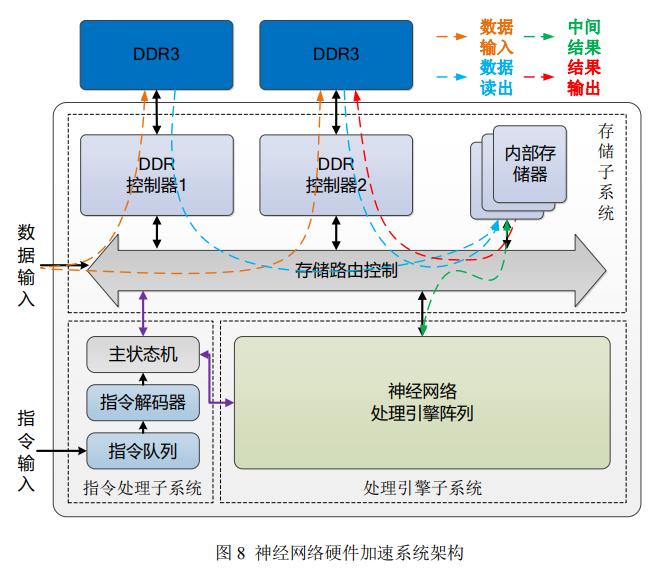 DDR3
DDR3
数据
输入
中间
结果
数据
读出
结果
输出
DDR
控制器1
DDR
控制器2
内部存
储器
存储子系统
数据输入
存储路由控制
主状态机
指令解码器
指令队列
指令输入
神经网络
处理引擎阵列
指令处理子系统
处理引擎子系统
图 8 神经网络硬件加速系统架构